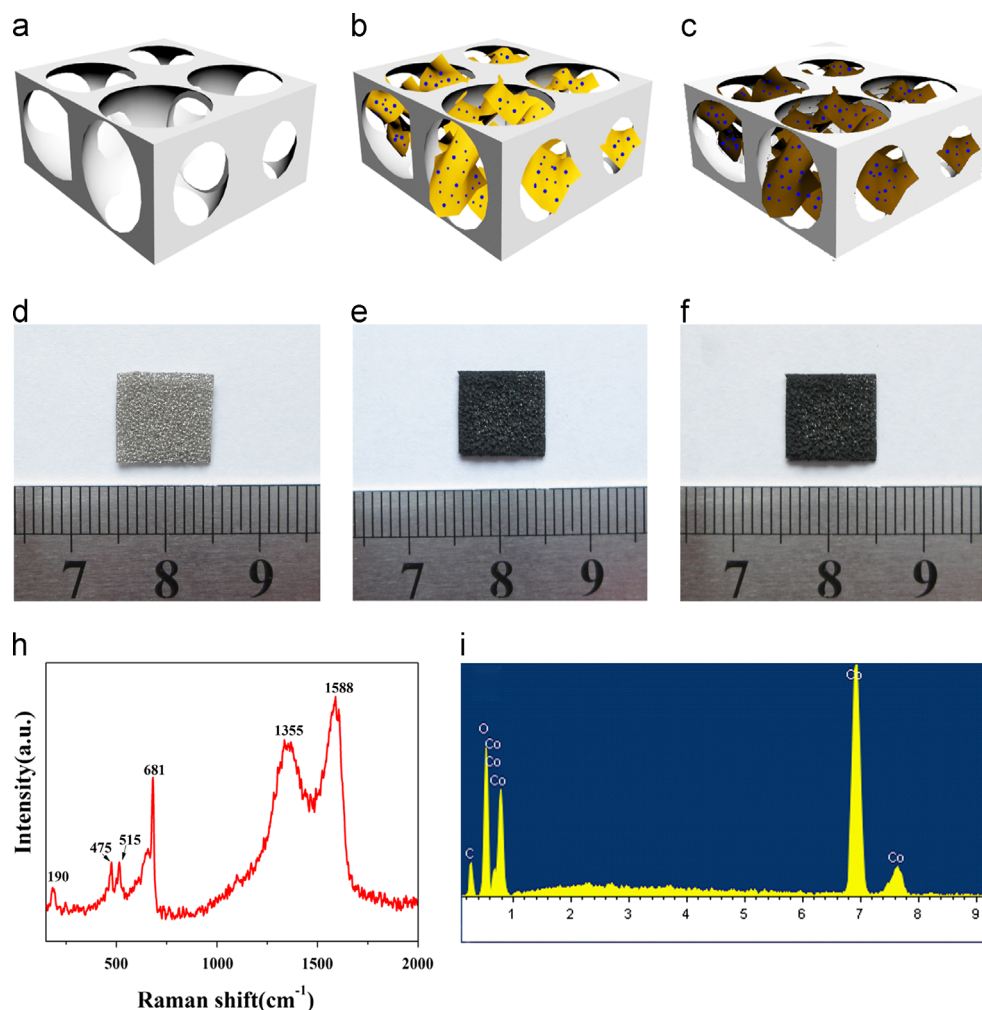 a
b
c
d
e
f
7 8 9
7 8 9
7 8 9
h
i
Intensity(a.u.)
190
475
515
681
1355
1588
500 1000 1500 2000
Raman shift(cm⁻¹)
C
O
Co
Co
Co
Co
Co
1 2 3 4 5 6 7 8 9